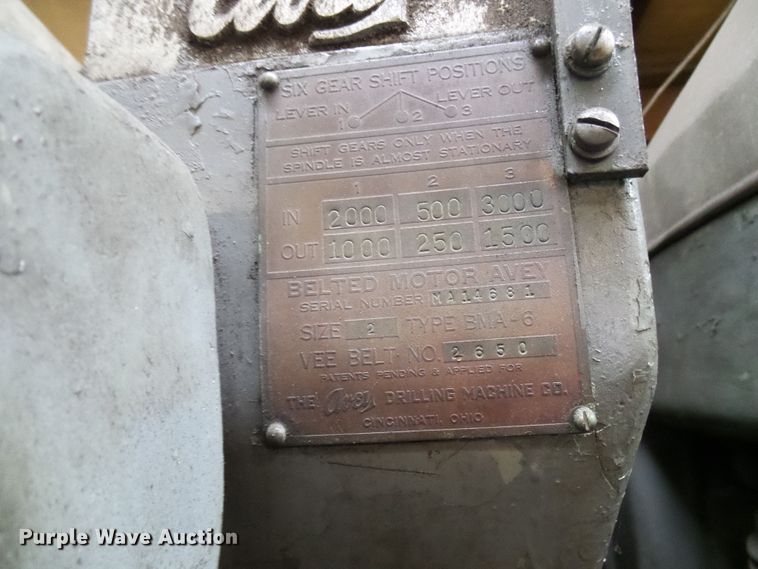 Avey
SIX GEAR SHIFT POSITIONS
LEVER IN LEVER OUT
1 2 3
SHIFT GEARS ONLY WHEN THE
SPINDLE IS ALMOST STATIONARY
1 2 3
IN 2000 500 3000
OUT 1000 250 1500
BELTED MOTOR AVEY
SERIAL NUMBER MA14681
SIZE 2 TYPE BMA-6
VEE BELT NO. 2650
PATENTS PENDING & APPLIED FOR
THE Avey DRILLING MACHINE CO.
CINCINNATI, OHIO
Purple Wave Auction